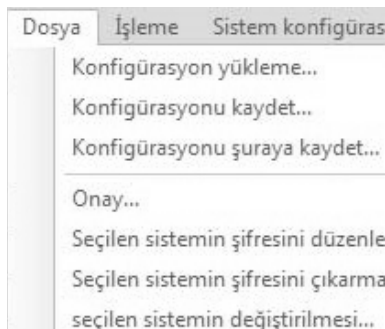 Dosya İşleme Sistem konfigüras
Konfigürasyon yükleme...
Konfigürasyonu kaydet...
Konfigürasyonu şuraya kaydet...
Onay...
Seçilen sistemin şifresini düzenle
Seçilen sistemin şifresini çıkarma
seçilen sistemin değiştirilmesi...